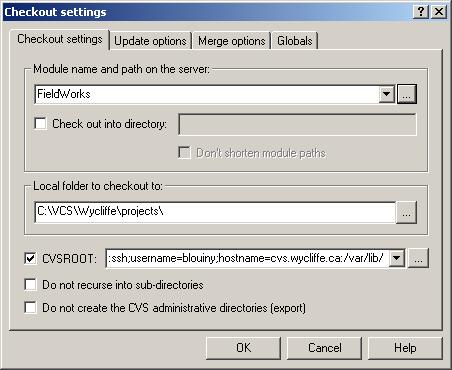 Checkout settings
Checkout settings Update options Merge options Globals
Module name and path on the server:
FieldWorks
...
Check out into directory:
Don't shorten module paths
Local folder to checkout to:
C:\VCS\Wycliffe\projects\
...
CVSROOT: :ssh;username=blouiny;hostname=cvs.wycliffe.ca:/var/lib/ ...
Do not recurse into sub-directories
Do not create the CVS administrative directories (export)
OK Cancel Help